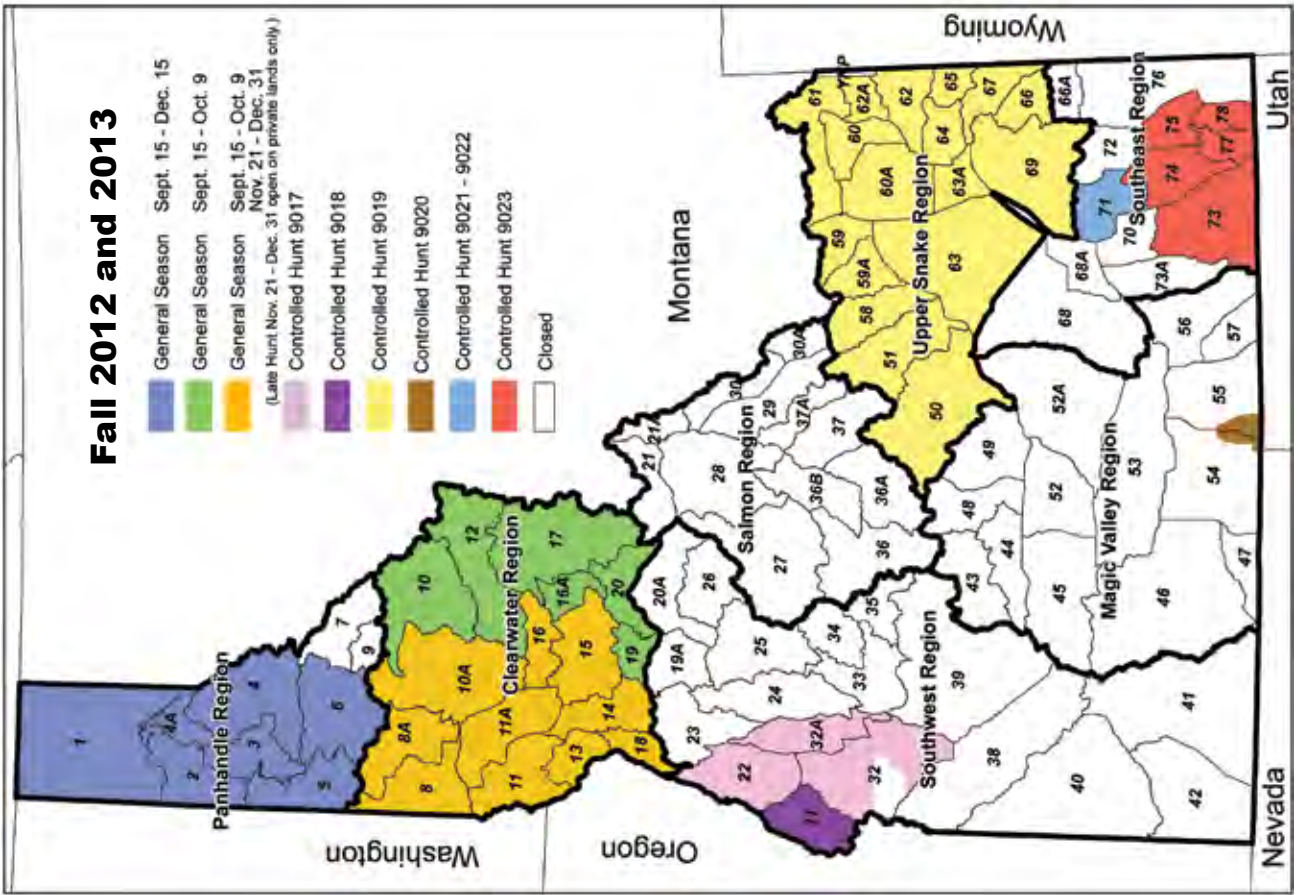 Fall 2012 and 2013
General Season Sept. 15 - Dec. 15
General Season Sept. 15 - Oct. 9
General Season Sept. 15 - Oct. 9
Nov. 21 - Dec. 31
(Late Hunt Nov. 21 - Dec. 31 open on private lands only.)
Controlled Hunt 9017
Controlled Hunt 9018
Controlled Hunt 9019
Controlled Hunt 9020
Controlled Hunt 9021 - 9022
Controlled Hunt 9023
Closed
Washington
Oregon
Montana
Wyoming
Nevada
Utah
Panhandle Region
1
2
4A
3
4
5
6
7
9
Clearwater Region
8
8A
10A
10
12
11
11A
13
14
15
16
16A
17
18
19
20
Southwest Region
19A
20A
22
23
24
25
26
32
32A
33
34
35
38
39
40
41
42
Salmon Region
21
21A
27
28
29
30
30A
36
36A
36B
37
37A
Magic Valley Region
43
44
45
46
47
48
49
52
52A
53
54
55
56
57
Upper Snake Region
50
51
58
59
59A
60
60A
61
62
62A
YNP
63
63A
64
65
66
67
69
Southeast Region
66A
68
68A
70
71
72
73
73A
74
75
76
77
78